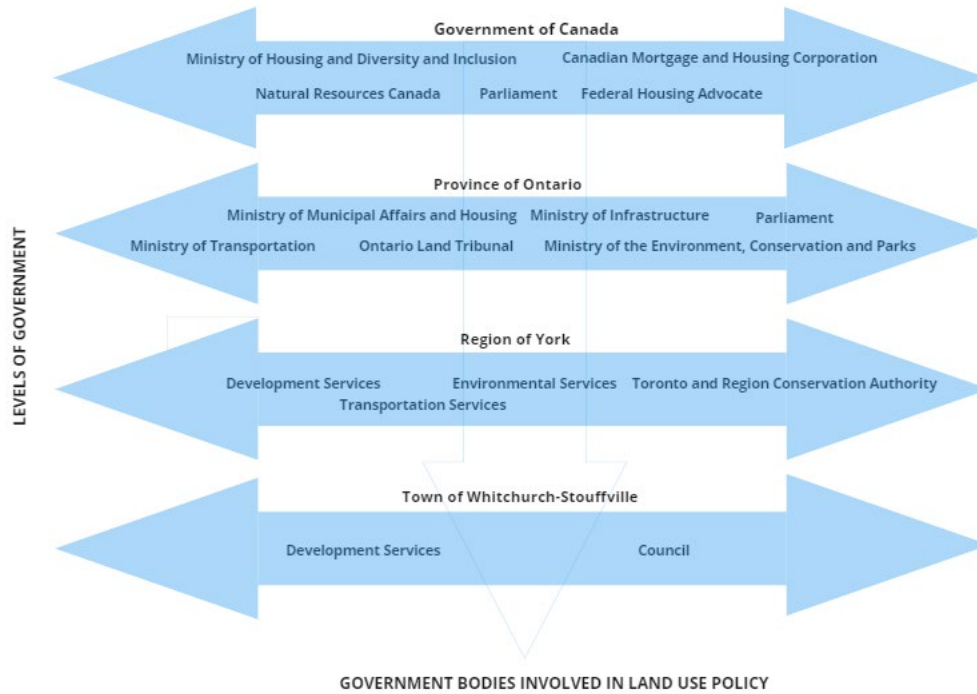 Government of Canada
Ministry of Housing and Diversity and Inclusion Canadian Mortgage and Housing Corporation
Natural Resources Canada Parliament Federal Housing Advocate
Province of Ontario
Ministry of Municipal Affairs and Housing Ministry of Infrastructure Parliament
Ministry of Transportation Ontario Land Tribunal Ministry of the Environment, Conservation and Parks
LEVELS OF GOVERNMENT
Region of York
Development Services Environmental Services Toronto and Region Conservation Authority
Transportation Services
Town of Whitchurch-Stouffville
Development Services Council
GOVERNMENT BODIES INVOLVED IN LAND USE POLICY